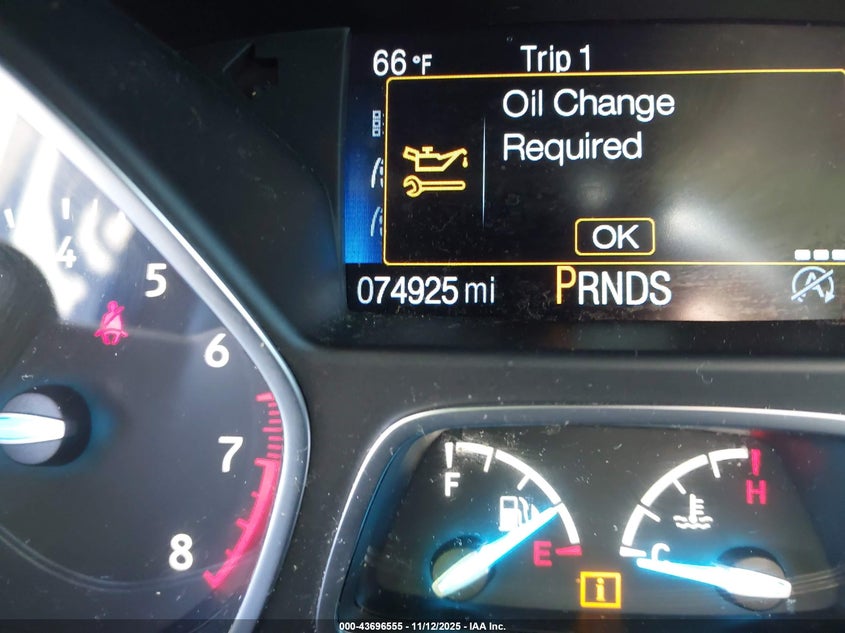 66 °F Trip 1
Oil Change
Required
OK
074925 mi PRNDS
4
5
6
7
8
F
E
C
H
i
000-43696555 - 11/12/2025 - IAA Inc.